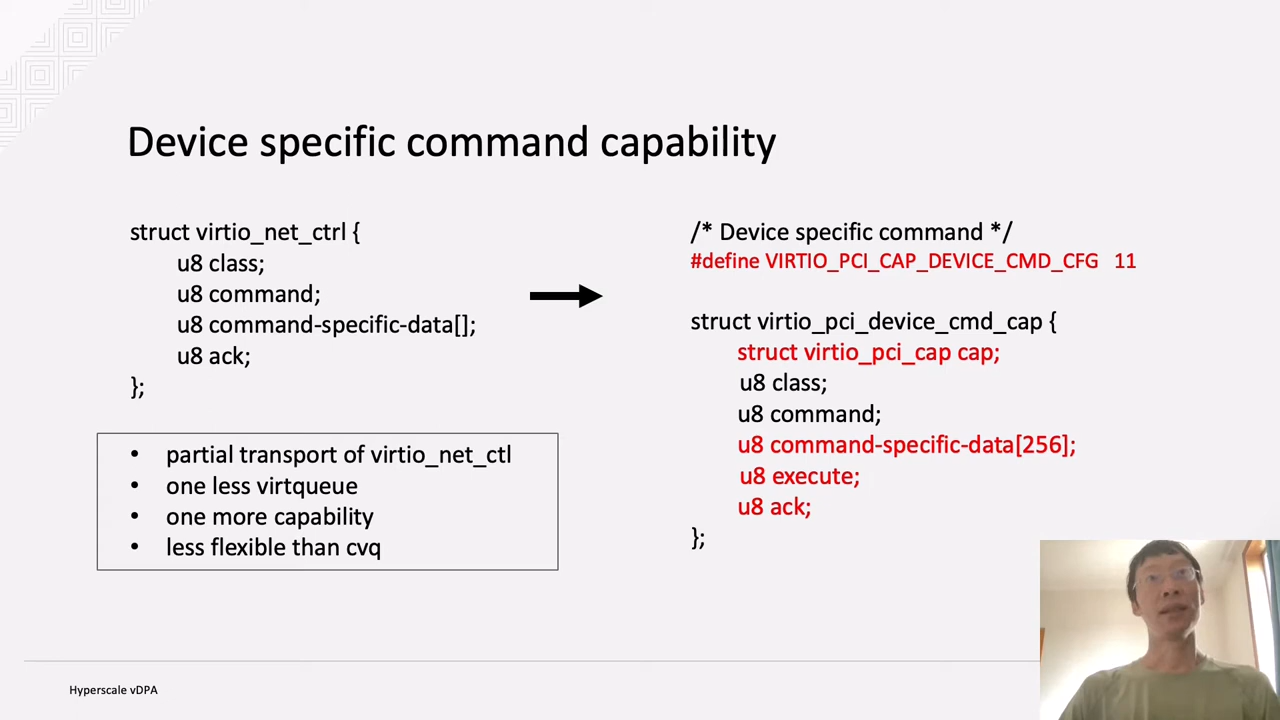 Device specific command capability
struct virtio_net_ctrl {
u8 class;
u8 command;
u8 command-specific-data[];
u8 ack;
};
partial transport of virtio_net_ctl
one less virtqueue
one more capability
less flexible than cvq
/* Device specific command */
#define VIRTIO_PCI_CAP_DEVICE_CMD_CFG 11
struct virtio_pci_device_cmd_cap {
struct virtio_pci_cap cap;
u8 class;
u8 command;
u8 command-specific-data[256];
u8 execute;
u8 ack;
};
Hyperscale vDPA